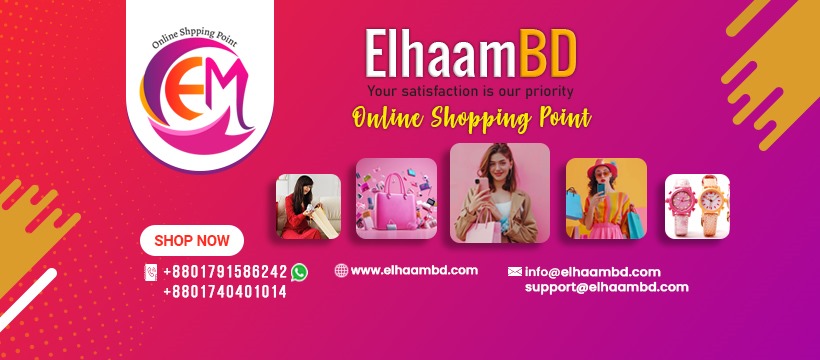 Online Shpping Point
EM
ElhaamBD
Your satisfaction is our priority
Online Shopping Point
SHOP NOW
+8801791586242
+8801740401014
www.elhaambd.com
info@elhaambd.com
support@elhaambd.com